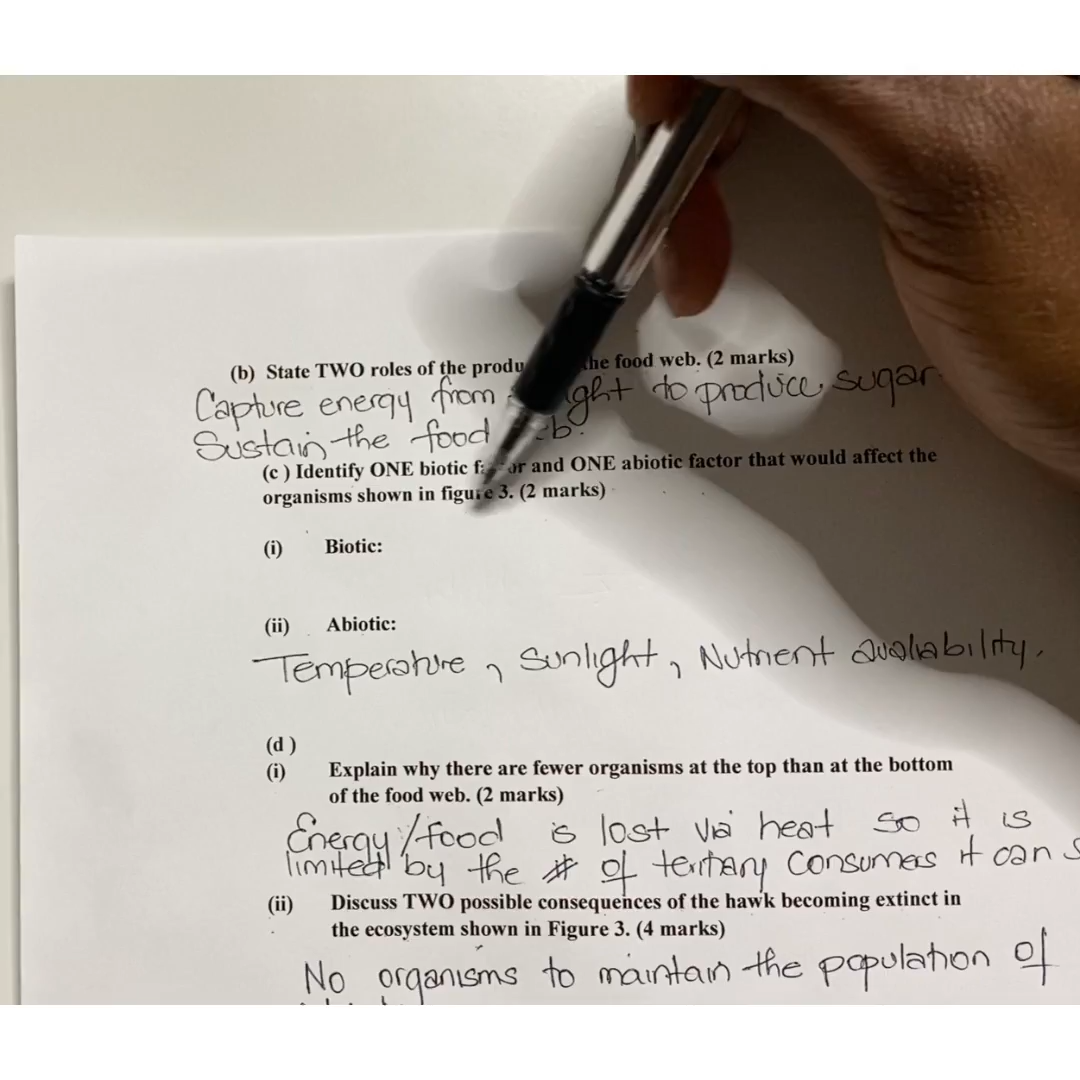 (b) State TWO roles of the he food web. (2 marks)
Capture energy from to produce sugar.
Sustain the food
(c ) Identify ONE biotic and ONE abiotic factor that would affect the
organisms shown in figure 3. (2 marks)
(i) Biotic:
(ii) Abiotic:
Temperature, Sunlight, Nutrient availability.
(d )
(i) Explain why there are fewer organisms at the top than at the bottom
of the food web. (2 marks)
Energy/food is lost via heat so it is
limited by the # of tertiary consumers it can s
(ii) Discuss TWO possible consequences of the hawk becoming extinct in
the ecosystem shown in Figure 3. (4 marks)
No organisms to maintain the population of